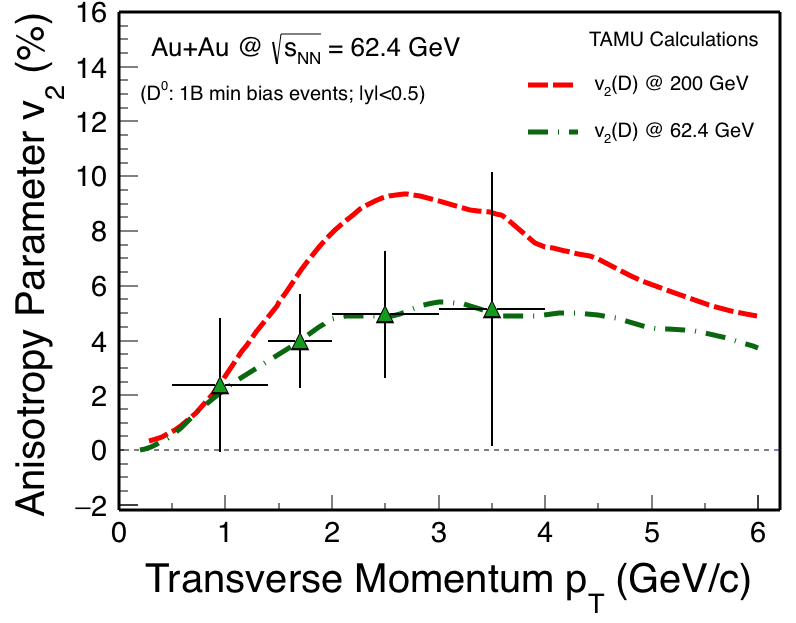 Au+Au @ √sNN = 62.4 GeV
(D0: 1B min bias events; |y|<0.5)
TAMU Calculations
v2(D) @ 200 GeV
v2(D) @ 62.4 GeV
Anisotropy Parameter v2 (%)
16
14
12
10
8
6
4
2
0
−2
0 1 2 3 4 5 6
Transverse Momentum pT (GeV/c)